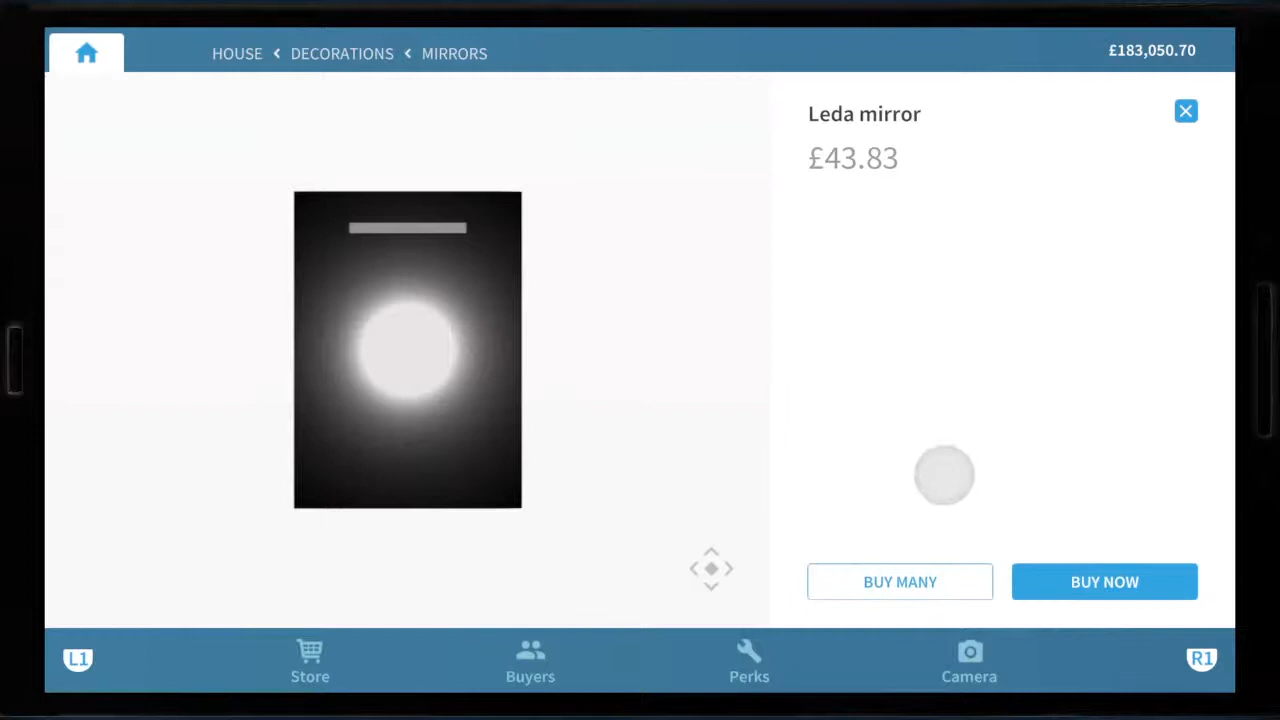 HOUSE < DECORATIONS < MIRRORS
£183,050.70
Leda mirror
£43.83
BUY MANY
BUY NOW
L1
Store
Buyers
Perks
Camera
R1